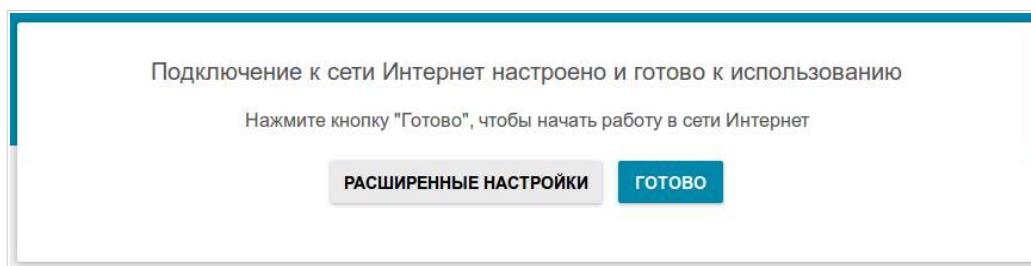 Подключение к сети Интернет настроено и готово к использованию
Нажмите кнопку "Готово", чтобы начать работу в сети Интернет
РАСШИРЕННЫЕ НАСТРОЙКИ ГОТОВО